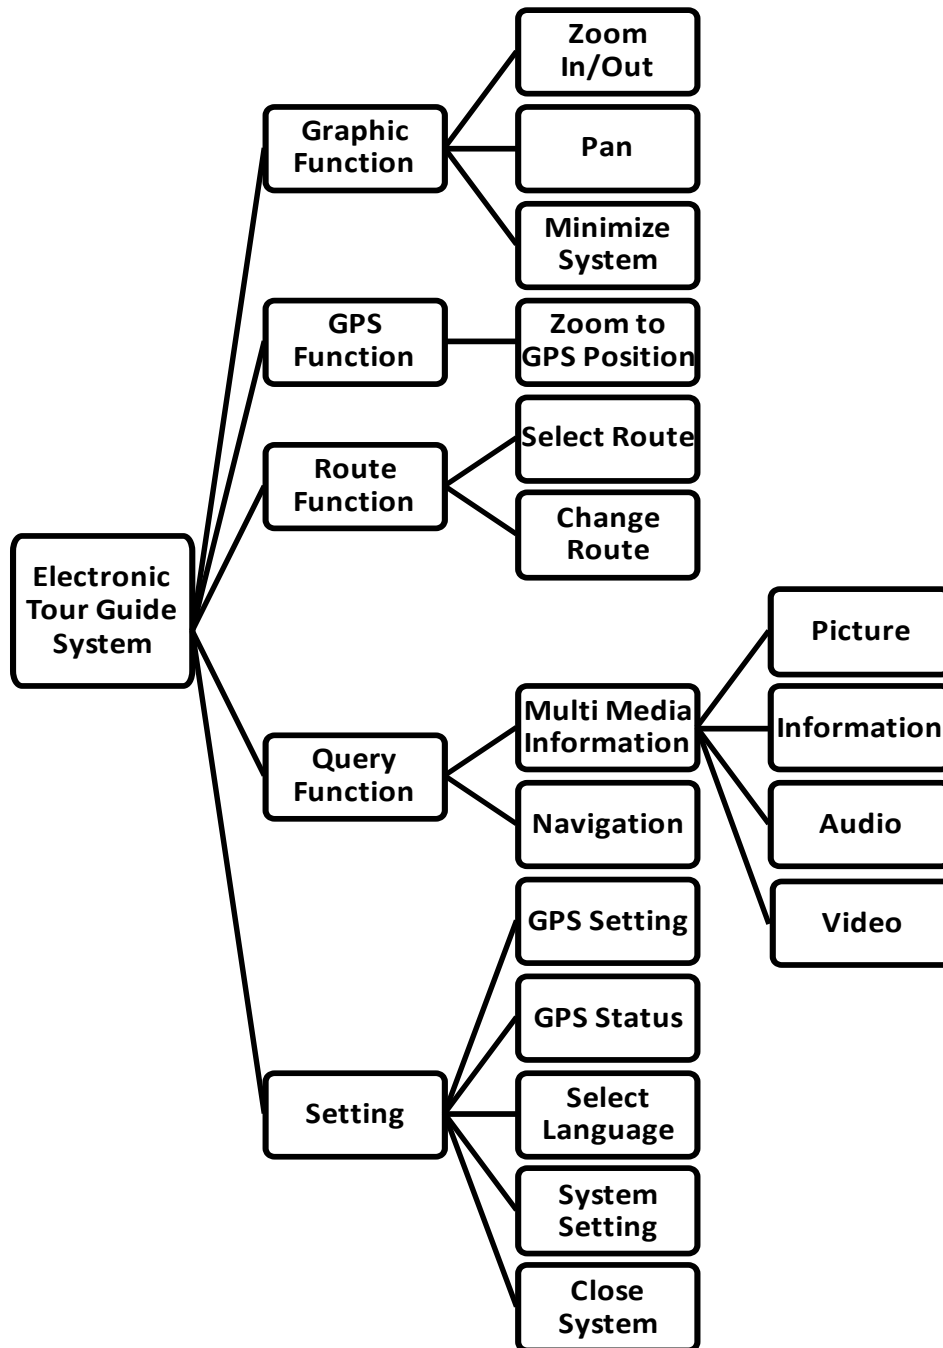 Zoom
In/Out
Graphic
Function
Pan
Minimize
System
GPS
Function
Zoom to
GPS Position
Route
Function
Select Route
Change
Route
Electronic
Tour Guide
System
Query
Function
Multi Media
Information
Picture
Information
Audio
Video
Navigation
Setting
GPS Setting
GPS Status
Select
Language
System
Setting
Close
System